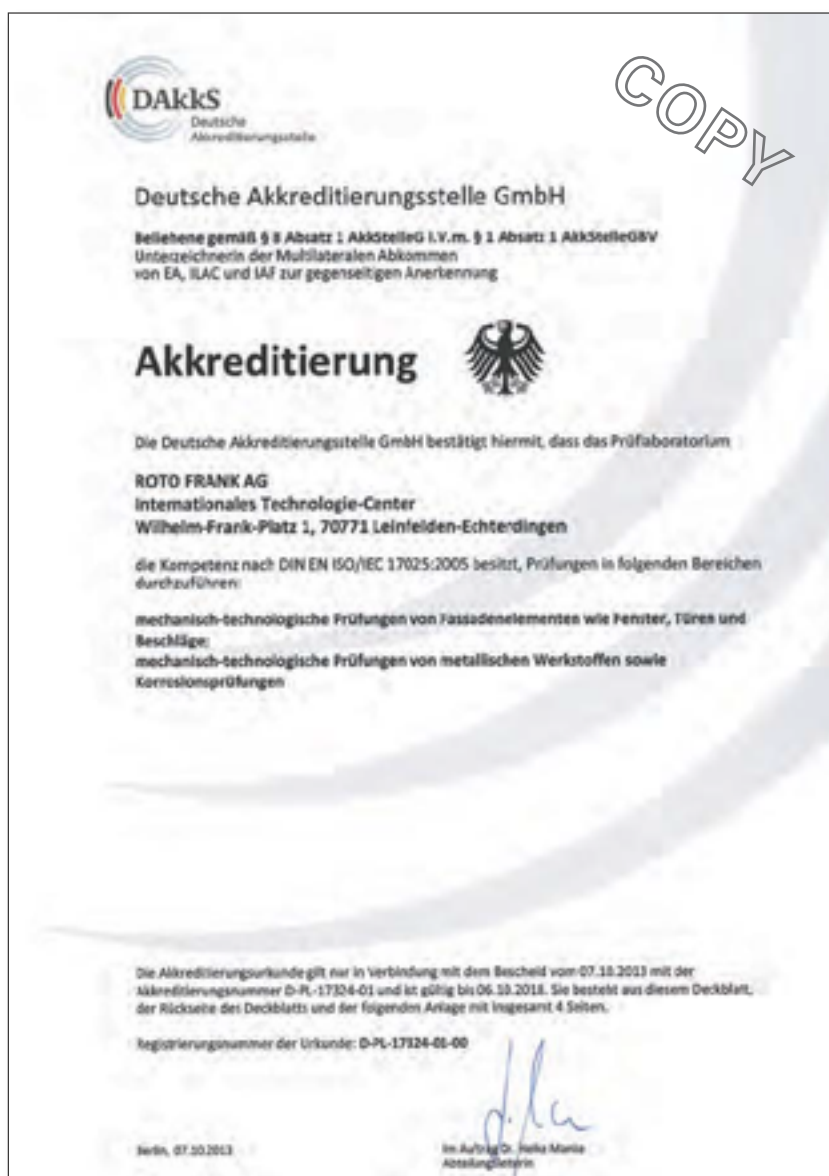 DAkkS
Deutsche
Akkreditierungsstelle
COPY
Deutsche Akkreditierungsstelle GmbH
Beliehene gemäß § 8 Absatz 1 AkkStelleG i.V.m. § 1 Absatz 1 AkkStelleGBV
Unterzeichnerin der Multilateralen Abkommen
von EA, ILAC und IAF zur gegenseitigen Anerkennung
Akkreditierung
Die Deutsche Akkreditierungsstelle GmbH bestätigt hiermit, dass das Prüflaboratorium
ROTO FRANK AG
Internationales Technologie-Center
Wilhelm-Frank-Platz 1, 70771 Leinfelden-Echterdingen
die Kompetenz nach DIN EN ISO/IEC 17025:2005 besitzt, Prüfungen in folgenden Bereichen
durchzuführen:
mechanisch-technologische Prüfungen von Fassadenelementen wie Fenster, Türen und
Beschläge;
mechanisch-technologische Prüfungen von metallischen Werkstoffen sowie
Korrosionsprüfungen
Die Akkreditierungsurkunde gilt nur in Verbindung mit dem Bescheid vom 07.10.2013 mit der
Akkreditierungsnummer D-PL-17324-01 und ist gültig bis 06.10.2018. Sie besteht aus diesem Deckblatt,
der Rückseite des Deckblatts und der folgenden Anlage mit insgesamt 4 Seiten.
Registrierungsnummer der Urkunde: D-PL-17324-01-00
Berlin, 07.10.2013
Im Auftrag Dr. Heike Manke
Abteilungsleiterin